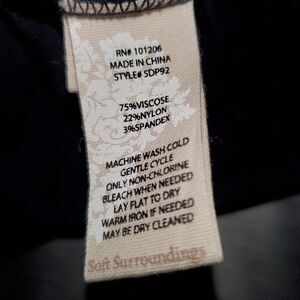 RN# 101206
MADE IN CHINA
STYLE# 5DP92
75%VISCOSE
22%NYLON
3%SPANDEX
MACHINE WASH COLD
GENTLE CYCLE
ONLY NON-CHLORINE
BLEACH WHEN NEEDED
LAY FLAT TO DRY
WARM IRON IF NEEDED
MAY BE DRY CLEANED
Soft Surroundings